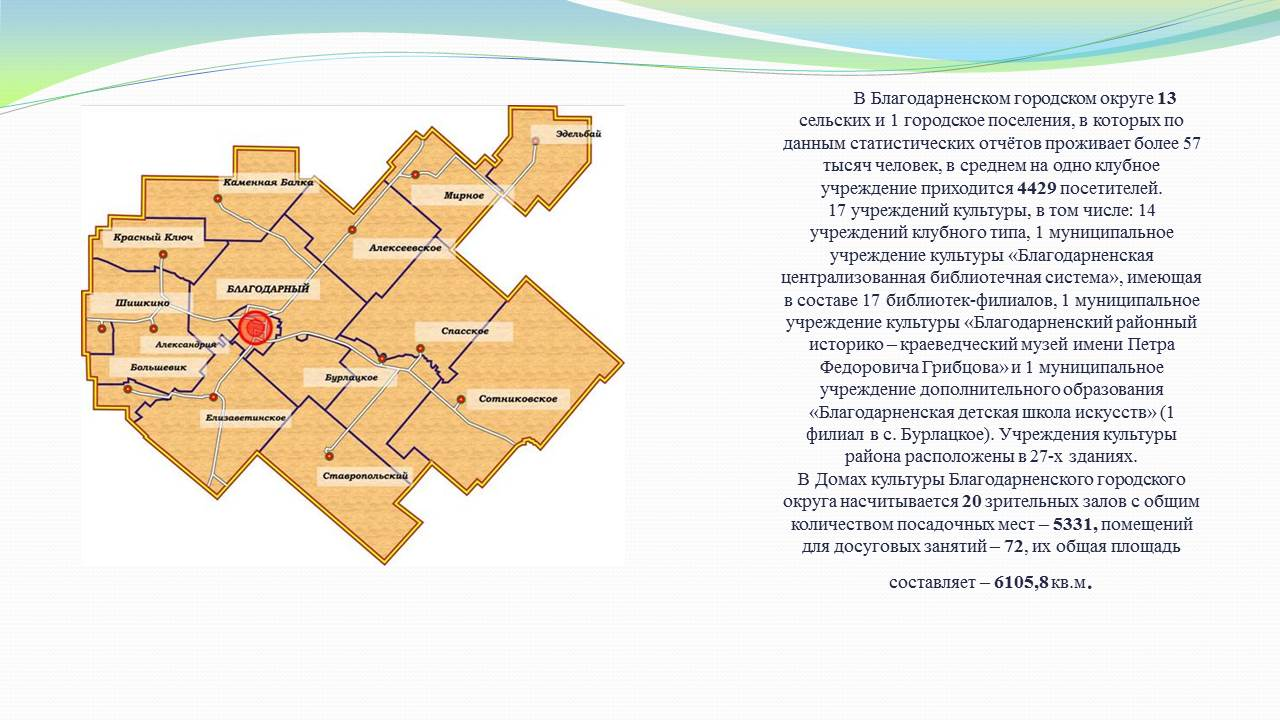 Эдельбай
Каменная Балка
Мирное
Красный Ключ
Алексеевское
БЛАГОДАРНЫЙ
Шишкино
Спасское
Александрия
Большевик
Бурлацкое
Сотниковское
Елизаветинское
Ставропольский
В Благодарненском городском округе 13
сельских и 1 городское поселения, в которых по
данным статистических отчётов проживает более 57
тысяч человек, в среднем на одно клубное
учреждение приходится 4429 посетителей.
17 учреждений культуры, в том числе: 14
учреждений клубного типа, 1 муниципальное
учреждение культуры «Благодарненская
централизованная библиотечная система», имеющая
в составе 17 библиотек-филиалов, 1 муниципальное
учреждение культуры «Благодарненский районный
историко – краеведческий музей имени Петра
Федоровича Грибцова» и 1 муниципальное
учреждение дополнительного образования
«Благодарненская детская школа искусств» (1
филиал в с. Бурлацкое). Учреждения культуры
района расположены в 27-х зданиях.
В Домах культуры Благодарненского городского
округа насчитывается 20 зрительных залов с общим
количеством посадочных мест – 5331, помещений
для досуговых занятий – 72, их общая площадь
составляет – 6105,8 кв.м.